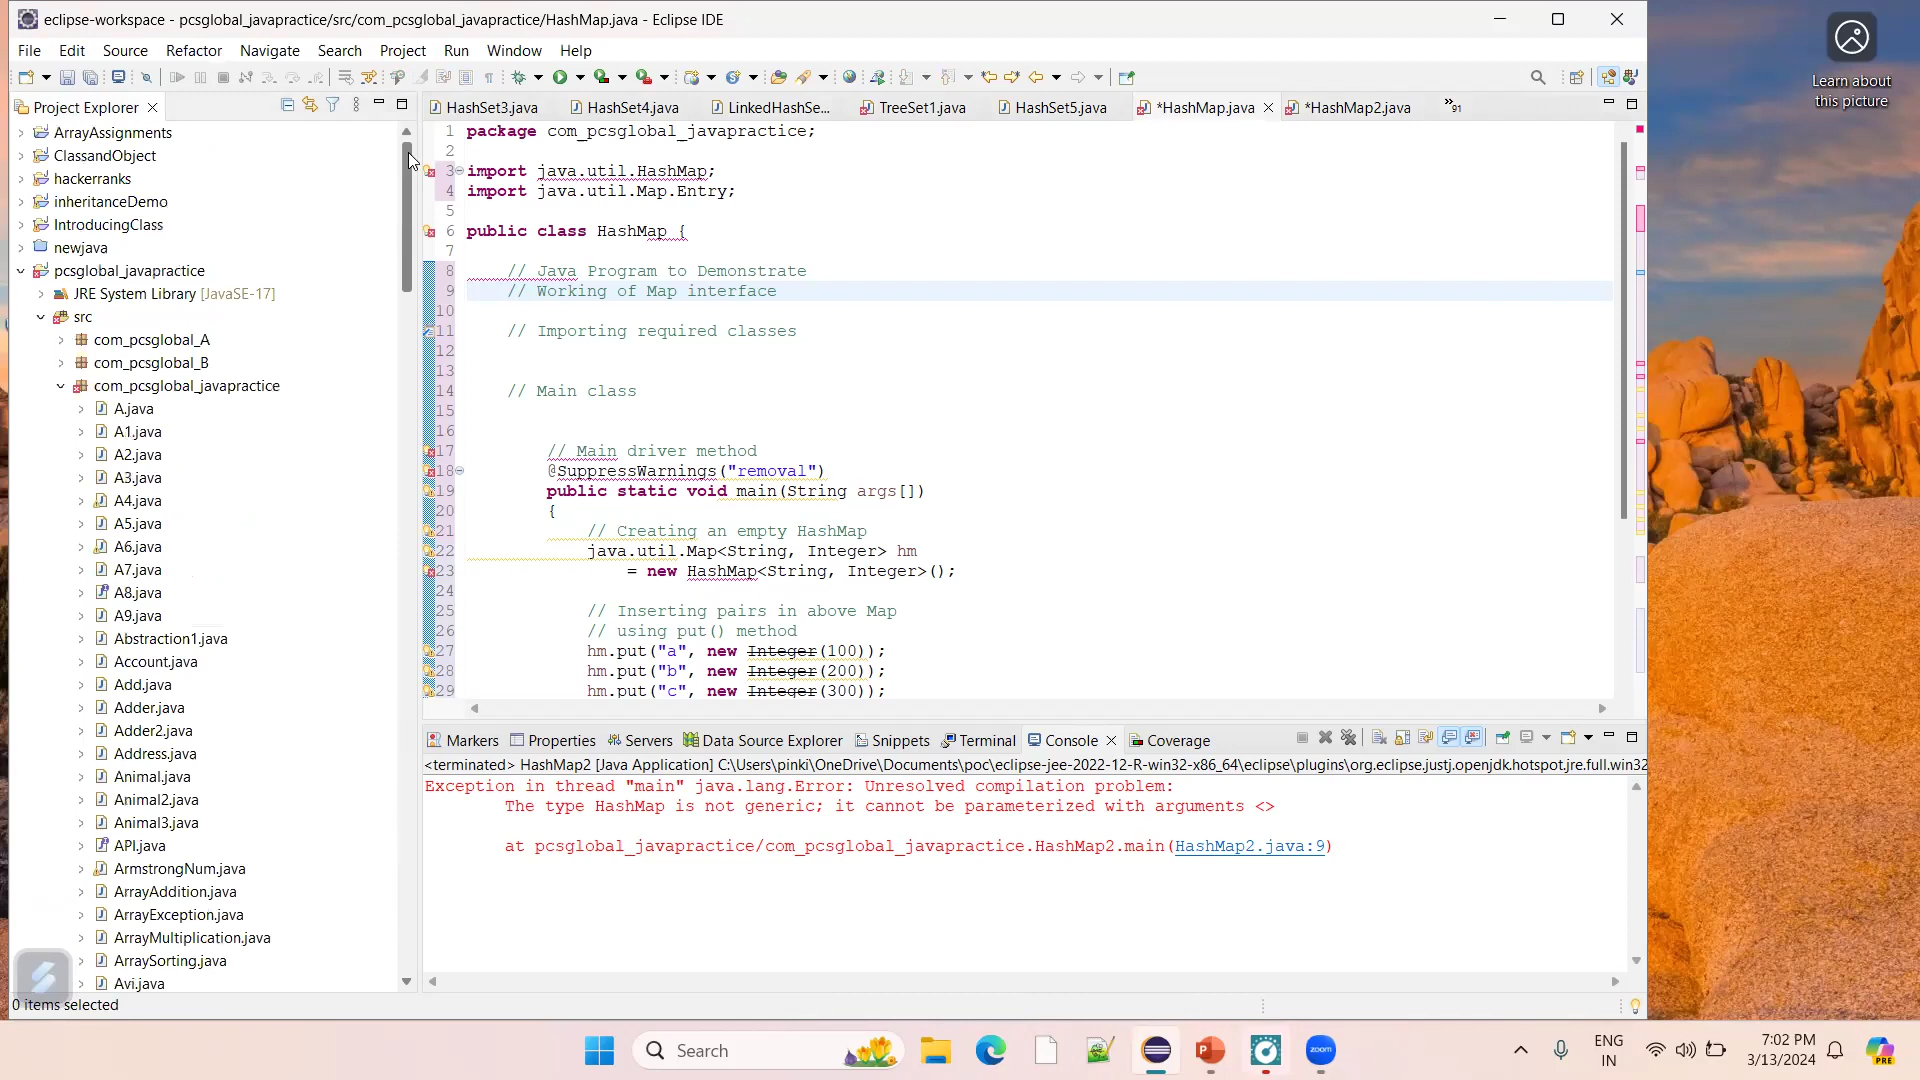 eclipse-workspace - pcsglobal_javapractice/src/com_pcsglobal_javapractice/HashMap.java - Eclipse IDE
File Edit Source Refactor Navigate Search Project Run Window Help
Project Explorer
HashSet3.java HashSet4.java LinkedHashSe... TreeSet1.java HashSet5.java *HashMap.java *HashMap2.java »91
ArrayAssignments
ClassandObject
hackerranks
inheritanceDemo
IntroducingClass
newjava
pcsglobal_javapractice
JRE System Library [JavaSE-17]
src
com_pcsglobal_A
com_pcsglobal_B
com_pcsglobal_javapractice
A.java
A1.java
A2.java
A3.java
A4.java
A5.java
A6.java
A7.java
A8.java
A9.java
Abstraction1.java
Account.java
Add.java
Adder.java
Adder2.java
Address.java
Animal.java
Animal2.java
Animal3.java
API.java
ArmstrongNum.java
ArrayAddition.java
ArrayException.java
ArrayMultiplication.java
ArraySorting.java
Avi.java
0 items selected
1 package com_pcsglobal_javapractice;
2
3 import java.util.HashMap;
4 import java.util.Map.Entry;
5
6 public class HashMap {
7
8 // Java Program to Demonstrate
9 // Working of Map interface
10
11 // Importing required classes
12
13
14 // Main class
15
16
17 // Main driver method
18 @SuppressWarnings("removal")
19 public static void main(String args[])
20 {
21 // Creating an empty HashMap
22 java.util.Map<String, Integer> hm
23 = new HashMap<String, Integer>();
24
25 // Inserting pairs in above Map
26 // using put() method
27 hm.put("a", new Integer(100));
28 hm.put("b", new Integer(200));
29 hm.put("c", new Integer(300));
Markers Properties Servers Data Source Explorer Snippets Terminal Console Coverage
<terminated> HashMap2 [Java Application] C:\Users\pinki\OneDrive\Documents\poc\eclipse-jee-2022-12-R-win32-x86_64\eclipse\plugins\org.eclipse.justj.openjdk.hotspot.jre.full.win32
Exception in thread "main" java.lang.Error: Unresolved compilation problem:
The type HashMap is not generic; it cannot be parameterized with arguments <>
at pcsglobal_javapractice/com_pcsglobal_javapractice.HashMap2.main(HashMap2.java:9)
Learn about
this picture
Search
zoom
ENG
IN
7:02 PM
3/13/2024
PRE